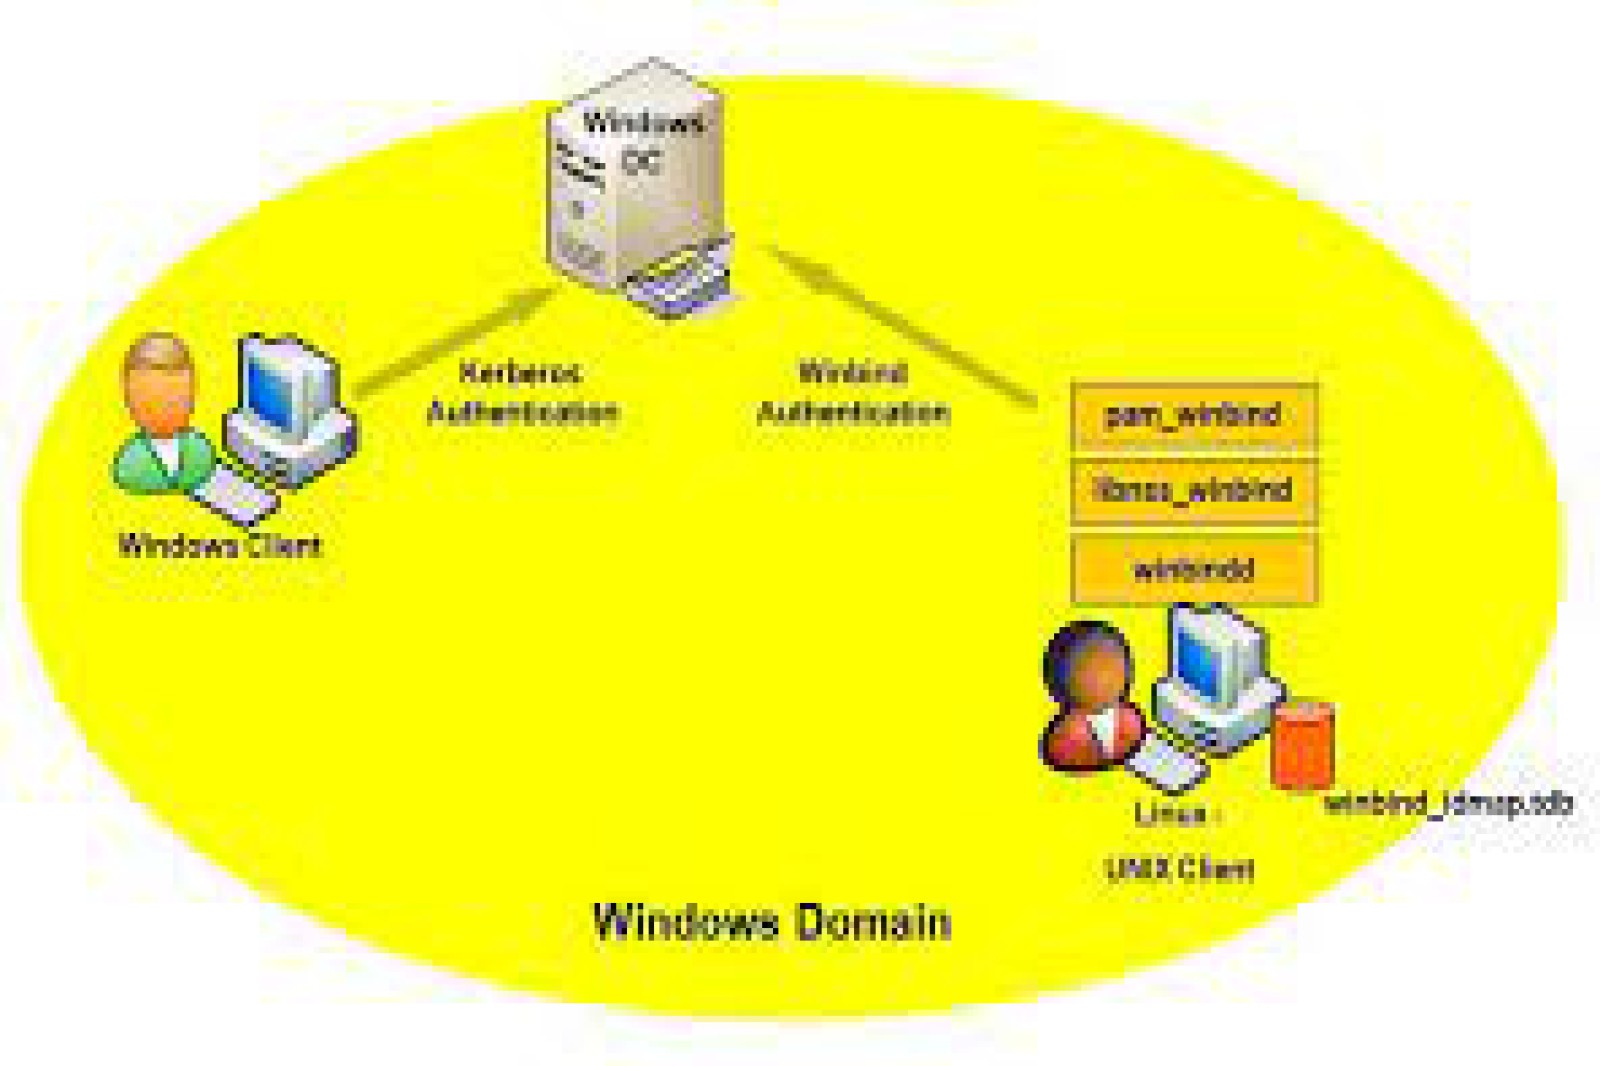 Windows
DC
Kerberos
Authentication
Winbind
Authentication
pam_winbind
libnss_winbind
winbindd
Windows Client
winbind_idmap.tdb
Linux -
UNIX Client
Windows Domain